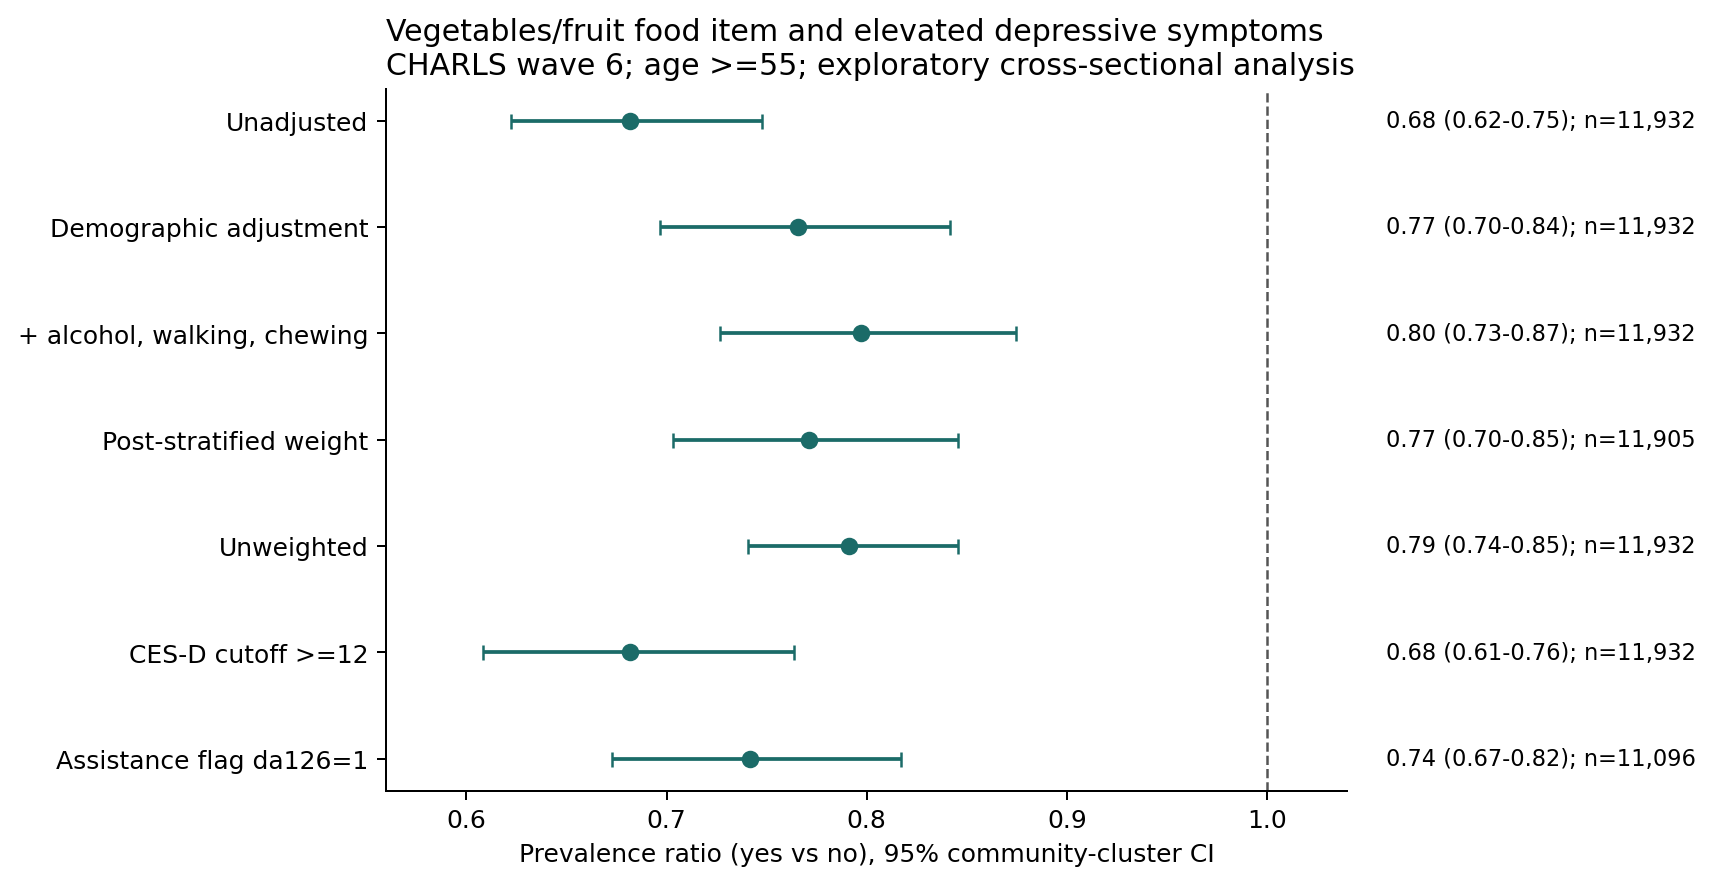 Vegetables/fruit food item and elevated depressive symptoms
CHARLS wave 6; age >=55; exploratory cross-sectional analysis
Unadjusted 0.68 (0.62-0.75); n=11,932
Demographic adjustment 0.77 (0.70-0.84); n=11,932
+ alcohol, walking, chewing 0.80 (0.73-0.87); n=11,932
Post-stratified weight 0.77 (0.70-0.85); n=11,905
Unweighted 0.79 (0.74-0.85); n=11,932
CES-D cutoff >=12 0.68 (0.61-0.76); n=11,932
Assistance flag da126=1 0.74 (0.67-0.82); n=11,096
0.6 0.7 0.8 0.9 1.0
Prevalence ratio (yes vs no), 95% community-cluster CI